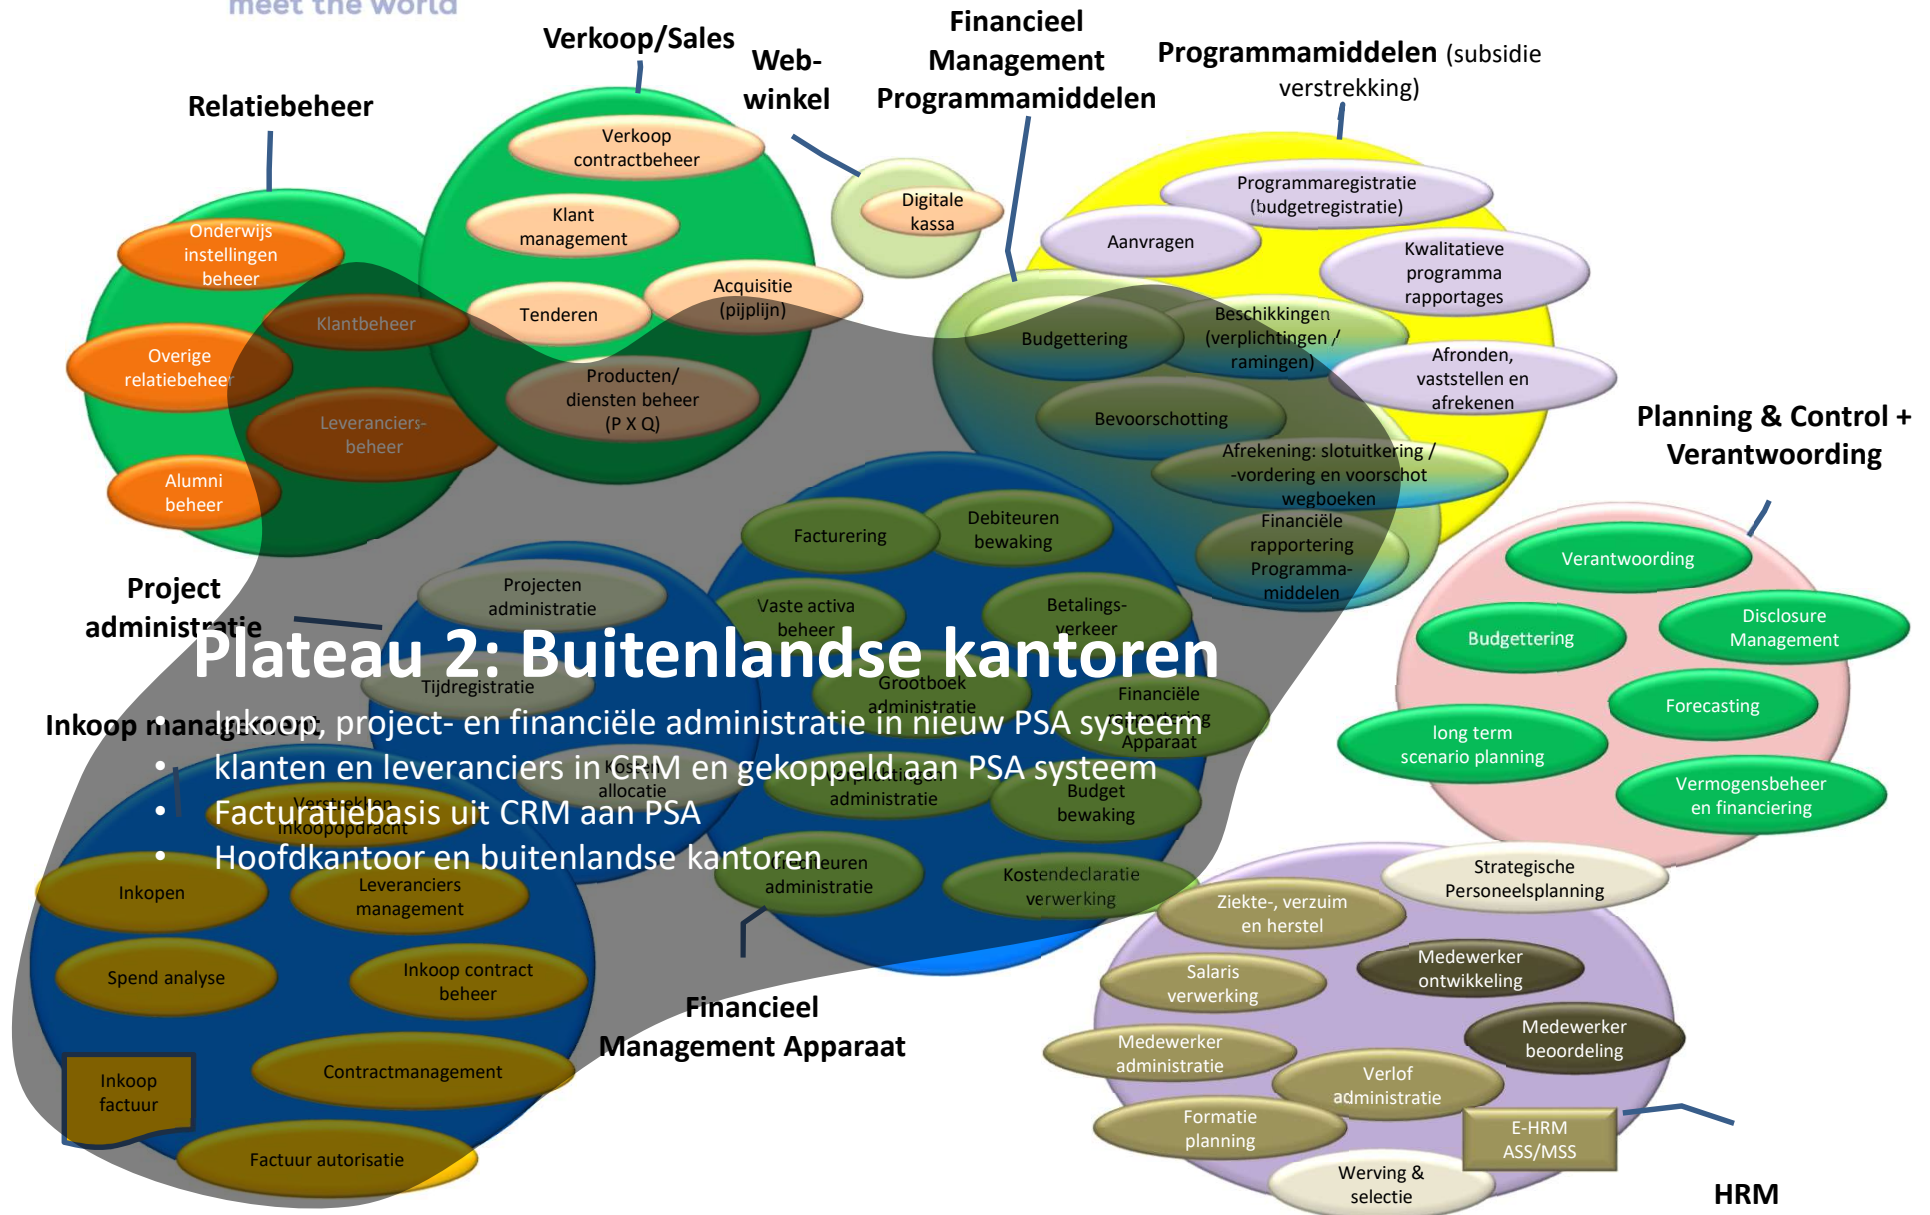 meet the world
Verkoop/Sales
Web-
winkel
Financieel
Management
Programmamiddelen
Programmamiddelen (subsidie
verstrekking)
Relatiebeheer
Verkoop
contractbeheer
Klant
management
Tenderen
Acquisitie
(pijplijn)
Producten/
diensten beheer
(P X Q)
Digitale
kassa
Programmaregistratie
(budgetregistratie)
Aanvragen
Kwalitatieve
programma
rapportages
Afronden,
vaststellen en
afrekenen
Onderwijs
instellingen
beheer
Klantbeheer
Overige
relatiebeheer
Leveranciers-
beheer
Alumni
beheer
Budgettering
Beschikkingen
(verplichtingen /
ramingen)
Bevoorschotting
Afrekening: slotuitkering /
-vordering en voorschot
wegboeken
Financiële
rapportering
Programma-
middelen
Planning & Control +
Verantwoording
Verantwoording
Disclosure
Management
Budgettering
Forecasting
long term
scenario planning
Vermogensbeheer
en financiering
Project
administratie
Projecten
administratie
Tijdregistratie
Kosten
allocatie
Facturering
Debiteuren
bewaking
Vaste activa
beheer
Betalings-
verkeer
Grootboek
administratie
Financiële
rapportering
Apparaat
Verplichtingen
administratie
Budget
bewaking
Crediteuren
administratie
Kostendeclaratie
verwerking
Plateau 2: Buitenlandse kantoren
• Inkoop, project- en financiële administratie in nieuw PSA systeem
• klanten en leveranciers in CRM en gekoppeld aan PSA systeem
• Facturatiebasis uit CRM aan PSA
• Hoofdkantoor en buitenlandse kantoren
Inkoop management
Verstrekken
Inkoopopdracht
Inkopen
Leveranciers
management
Spend analyse
Inkoop contract
beheer
Inkoop
factuur
Contractmanagement
Factuur autorisatie
Financieel
Management Apparaat
Strategische
Personeelsplanning
Ziekte-, verzuim
en herstel
Medewerker
ontwikkeling
Salaris
verwerking
Medewerker
beoordeling
Medewerker
administratie
Verlof
administratie
Formatie
planning
E-HRM
ASS/MSS
Werving &
selectie
HRM